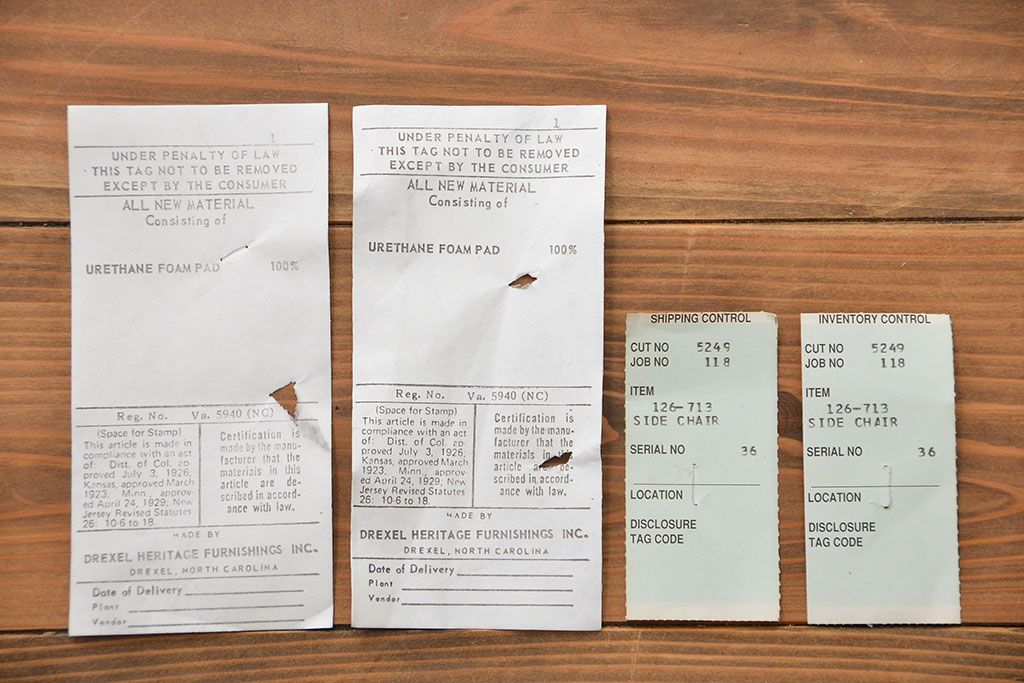 1
UNDER PENALTY OF LAW
THIS TAG NOT TO BE REMOVED
EXCEPT BY THE CONSUMER
ALL NEW MATERIAL
Consisting of
URETHANE FOAM PAD 100%
Reg. No. Va. 5940 (NC)
(Space for Stamp)
This article is made in
compliance with an act
of: Dist. of Col. ap-
proved July 3, 1926;
Kansas, approved March
1923; Minn., approv-
ed April 24, 1929; New
Jersey Revised Statutes
26: 10-6 to 18.
Certification is
made by the manu-
facturer that the
materials in this
article are de-
scribed in accord-
ance with law.
MADE BY
DREXEL HERITAGE FURNISHINGS INC.
DREXEL, NORTH CAROLINA
Date of Delivery
Plant
Vendor
1
UNDER PENALTY OF LAW
THIS TAG NOT TO BE REMOVED
EXCEPT BY THE CONSUMER
ALL NEW MATERIAL
Consisting of
URETHANE FOAM PAD 100%
Reg. No. Va. 5940 (NC)
(Space for Stamp)
This article is made in
compliance with an act
of: Dist. of Col. ap-
proved July 3, 1926;
Kansas, approved March
1923; Minn., approv-
ed April 24, 1929; New
Jersey Revised Statutes
26: 10-6 to 18.
Certification is
made by the manu-
facturer that the
materials in
article de-
scribed in accord-
ance with law.
MADE BY
DREXEL HERITAGE FURNISHINGS INC.
DREXEL, NORTH CAROLINA
Date of Delivery
Plant
Vendor
SHIPPING CONTROL
CUT NO 5249
JOB NO 118
ITEM
126-713
SIDE CHAIR
SERIAL NO 36
LOCATION
DISCLOSURE
TAG CODE
INVENTORY CONTROL
CUT NO 5249
JOB NO 118
ITEM
126-713
SIDE CHAIR
SERIAL NO 36
LOCATION
DISCLOSURE
TAG CODE